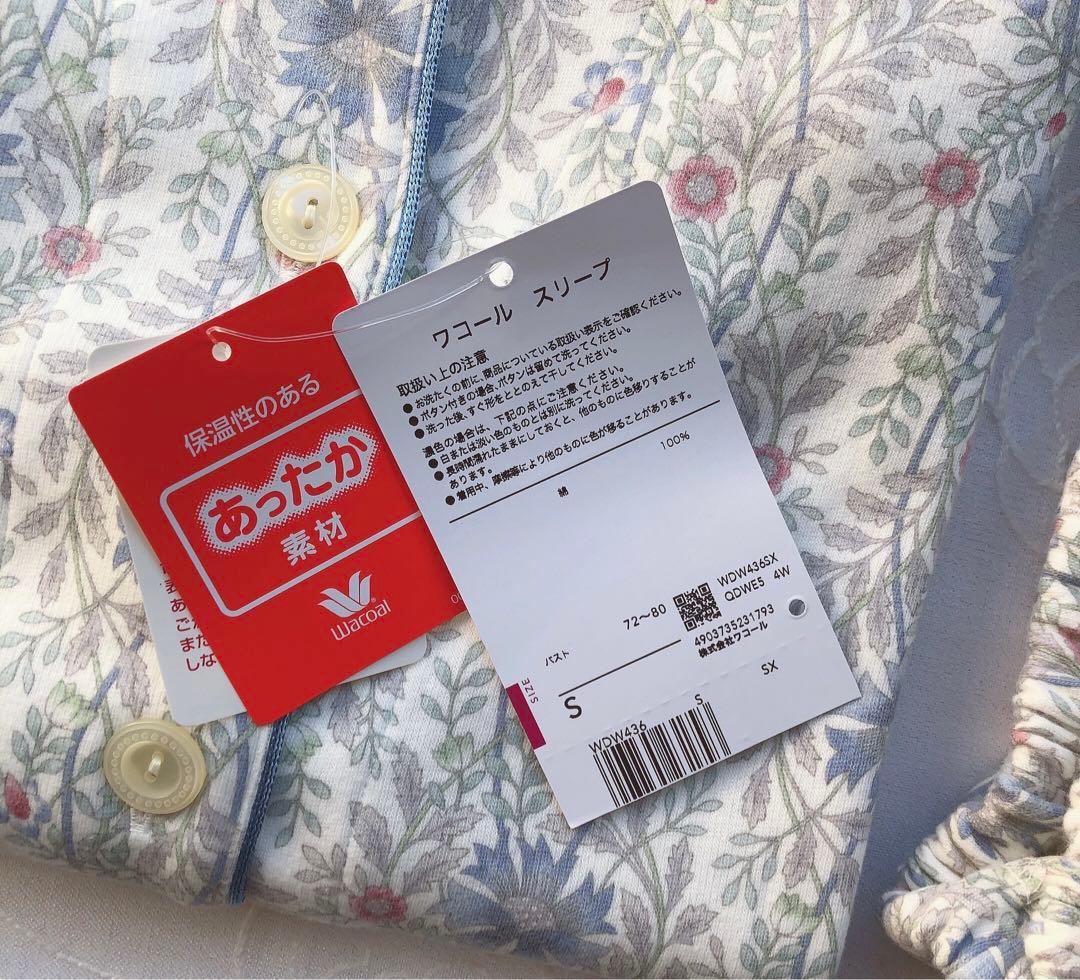 保温性のある
あったか
素材
Wacoal
ワコール スリープ
取扱い上の注意
●お洗たくの前に、商品についている取扱い表示をご確認ください。
●ボタン付きの場合、ボタンは留めて洗ってください。
●洗った後、すぐ形をととのえて干してください。
濃色の場合は、下記の点にご注意ください。
●白または淡い色のものとは別に洗ってください。
●長時間濡れたままにしておくと、他のものに色移りすることが
あります。
●着用中、摩擦等により他のものに色が移ることがあります。
綿 100%
WDW436SX
QDWE5 4W
バスト 72〜80
4903735231793
株式会社ワコール
SIZE
S SX
WDW436 S